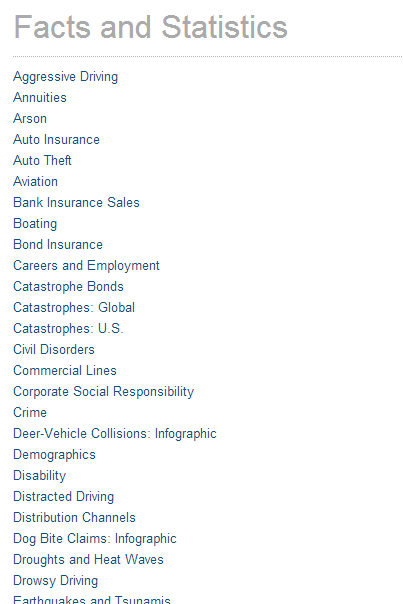 Facts and Statistics
Aggressive Driving
Annuities
Arson
Auto Insurance
Auto Theft
Aviation
Bank Insurance Sales
Boating
Bond Insurance
Careers and Employment
Catastrophe Bonds
Catastrophes: Global
Catastrophes: U.S.
Civil Disorders
Commercial Lines
Corporate Social Responsibility
Crime
Deer-Vehicle Collisions: Infographic
Demographics
Disability
Distracted Driving
Distribution Channels
Dog Bite Claims: Infographic
Droughts and Heat Waves
Drowsy Driving
Earthquakes and Tsunamis